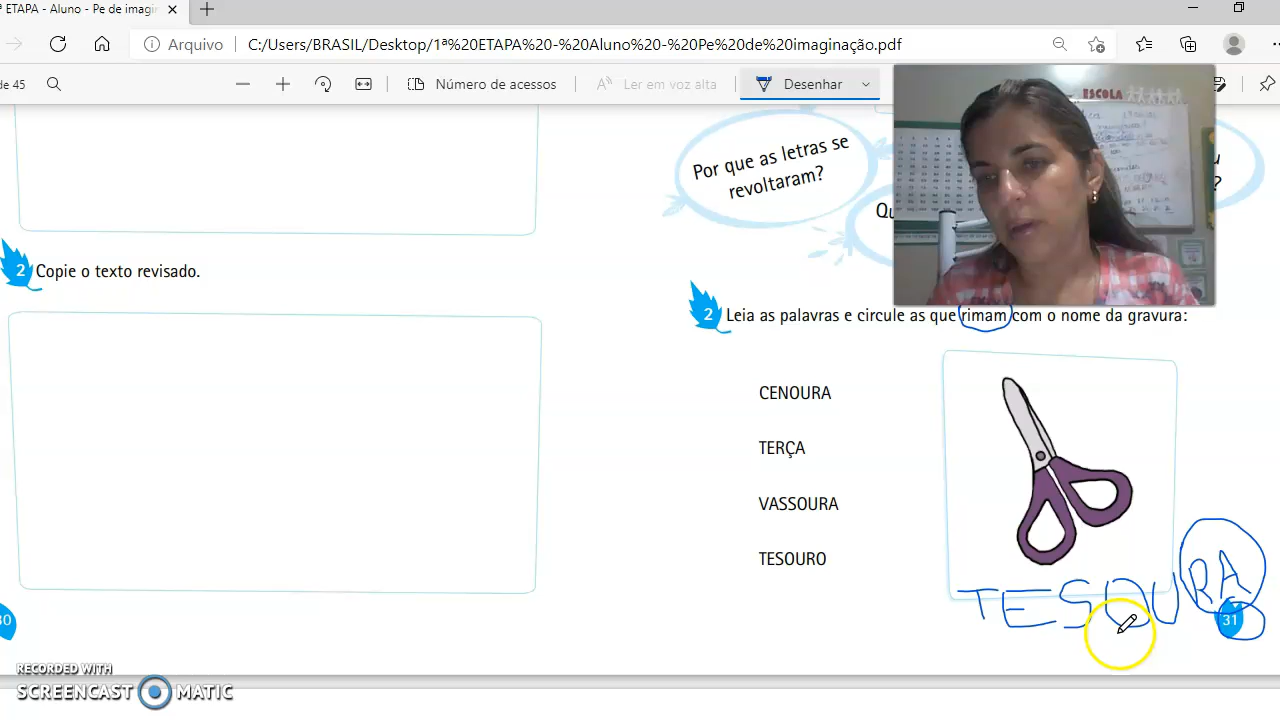 ª ETAPA - Aluno - Pe de imagin
Arquivo
C:/Users/BRASIL/Desktop/1ª%20ETAPA%20-%20Aluno%20-%20Pe%20de%20imaginação.pdf
de 45
Número de acessos
Ler em voz alta
Desenhar
ESCOLA
Por que as letras se
revoltaram?
Qu
u
?
2 Copie o texto revisado.
2 Leia as palavras e circule as que rimam com o nome da gravura:
CENOURA
TERÇA
VASSOURA
TESOURO
TESOURA
30
31
RECORDED WITH
SCREENCAST MATIC